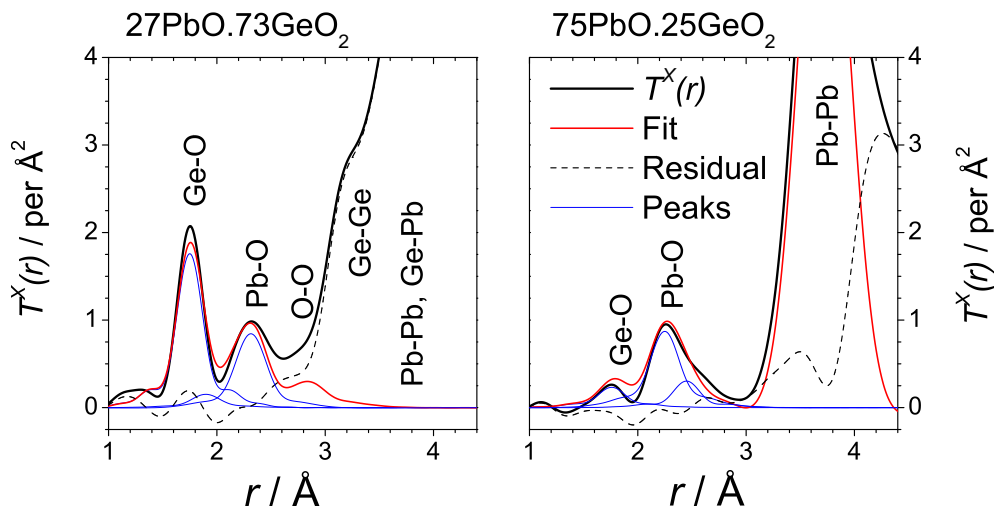 27PbO.73GeO2
75PbO.25GeO2
4
3
2
1
0
T^X(r) / per Å^2
Ge-O
Pb-O
O-O
Ge-Ge
Pb-Pb, Ge-Pb
1
2
3
4
r / Å
T^X(r)
Fit
Residual
Peaks
Ge-O
Pb-O
Pb-Pb
4
3
2
1
0
T^X(r) / per Å^2
1
2
3
4
r / Å